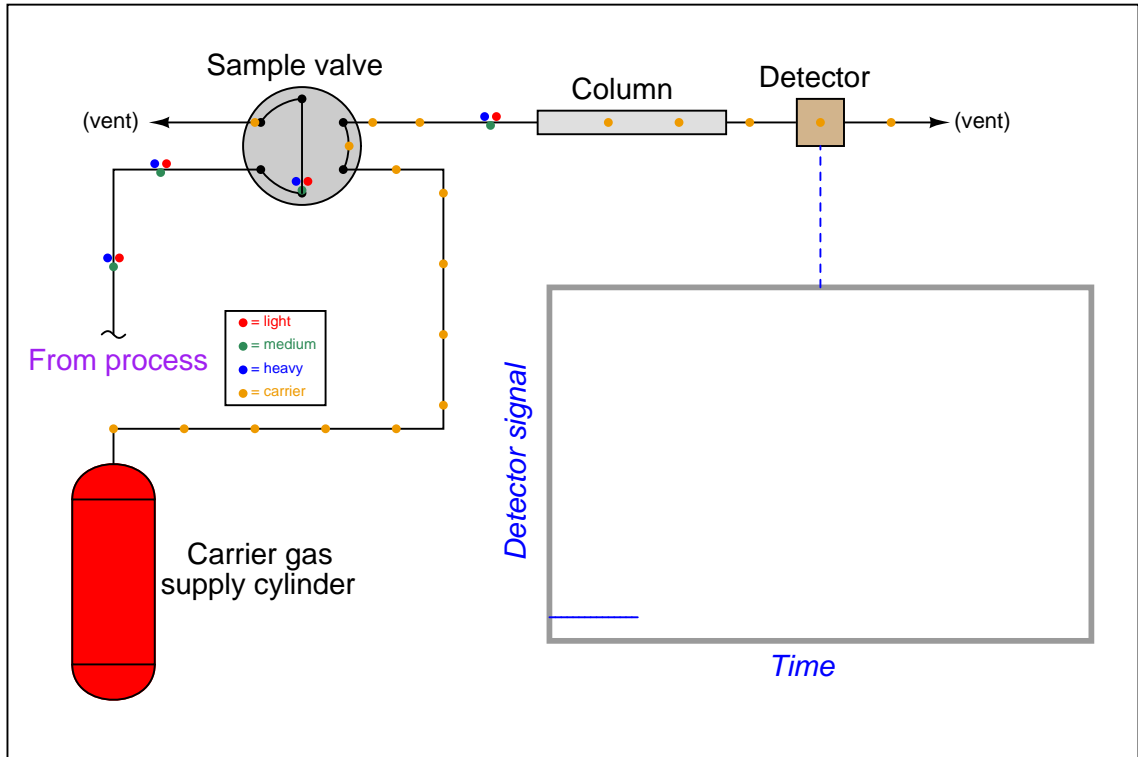 Sample valve
Column
Detector
(vent)
(vent)
= light
= medium
= heavy
= carrier
From process
Detector signal
Carrier gas
supply cylinder
Time